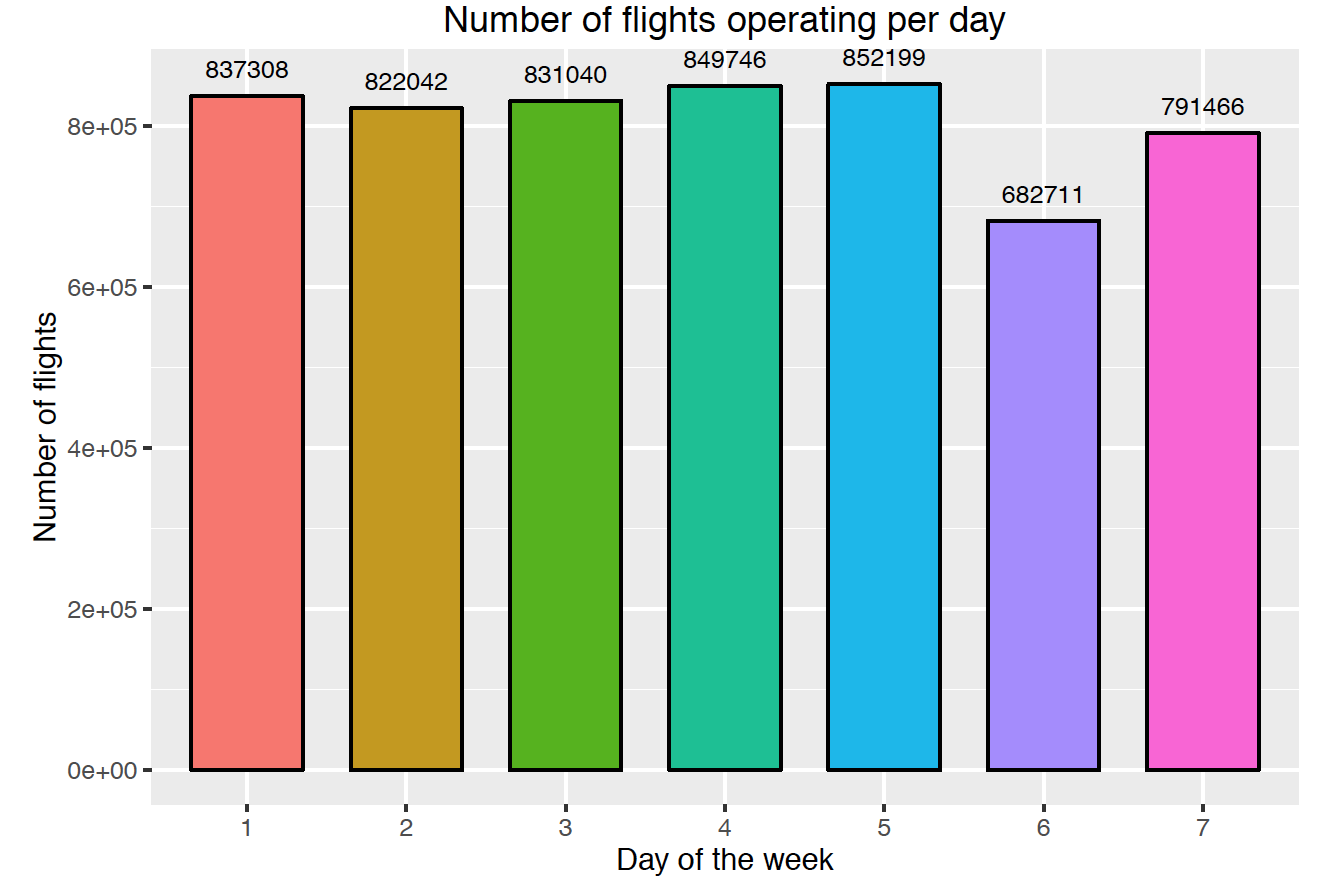 Number of flights operating per day
837308
822042
831040
849746
852199
682711
791466
8e+05
6e+05
4e+05
2e+05
0e+00
Number of flights
1 2 3 4 5 6 7
Day of the week